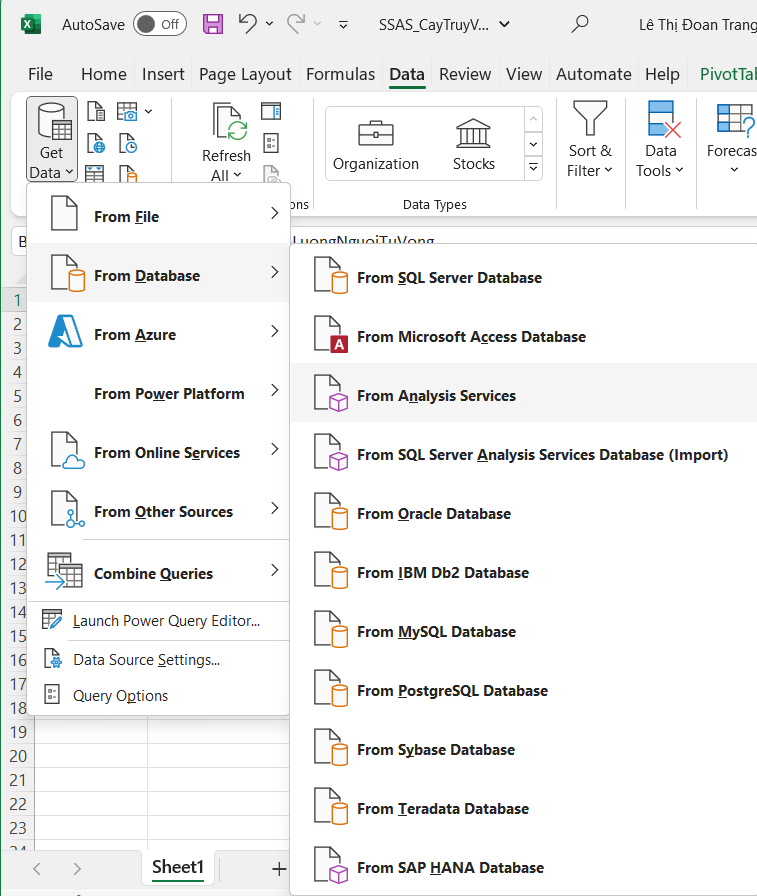 AutoSave Off SSAS_CayTruyV... Lê Thị Đoan Trang
File Home Insert Page Layout Formulas Data Review View Automate Help PivotTab
Get Data
Refresh All
Organization Stocks
Data Types
Sort & Filter
Data Tools
Forecas
ons
B
LuongNguoiTuVong
From File
From Database
From Azure
From Power Platform
From Online Services
From Other Sources
Combine Queries
Launch Power Query Editor...
Data Source Settings...
Query Options
From SQL Server Database
From Microsoft Access Database
From Analysis Services
From SQL Server Analysis Services Database (Import)
From Oracle Database
From IBM Db2 Database
From MySQL Database
From PostgreSQL Database
From Sybase Database
From Teradata Database
From SAP HANA Database
1
2
3
4
5
6
7
8
9
10
11
12
13
14
15
16
17
18
19
20
21
22
23
24
Sheet1